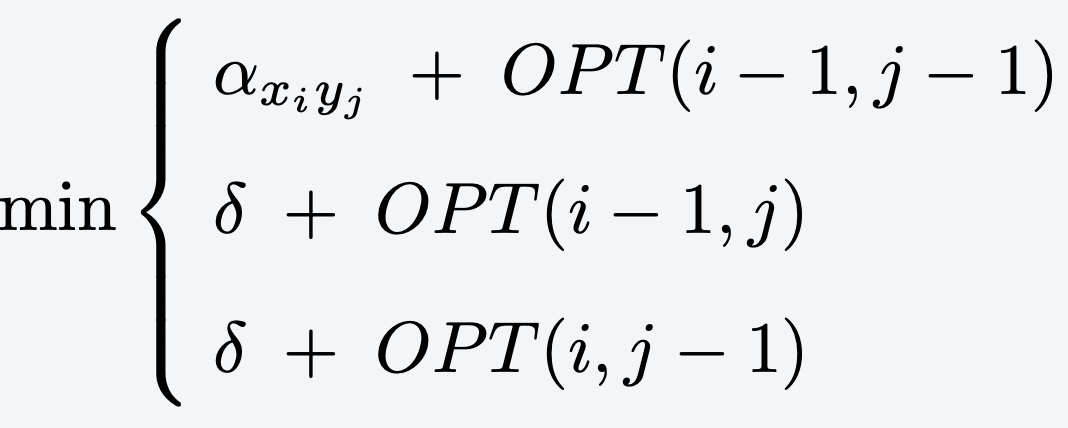 α_{x_i y_j} + OPT(i − 1, j − 1)
min { δ + OPT(i − 1, j)
δ + OPT(i, j − 1)